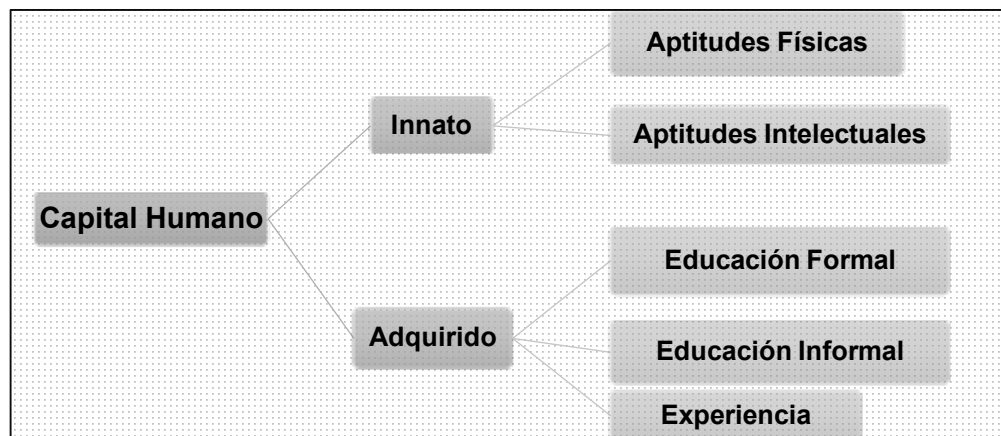 Capital Humano
Innato
Aptitudes Físicas
Aptitudes Intelectuales
Adquirido
Educación Formal
Educación Informal
Experiencia